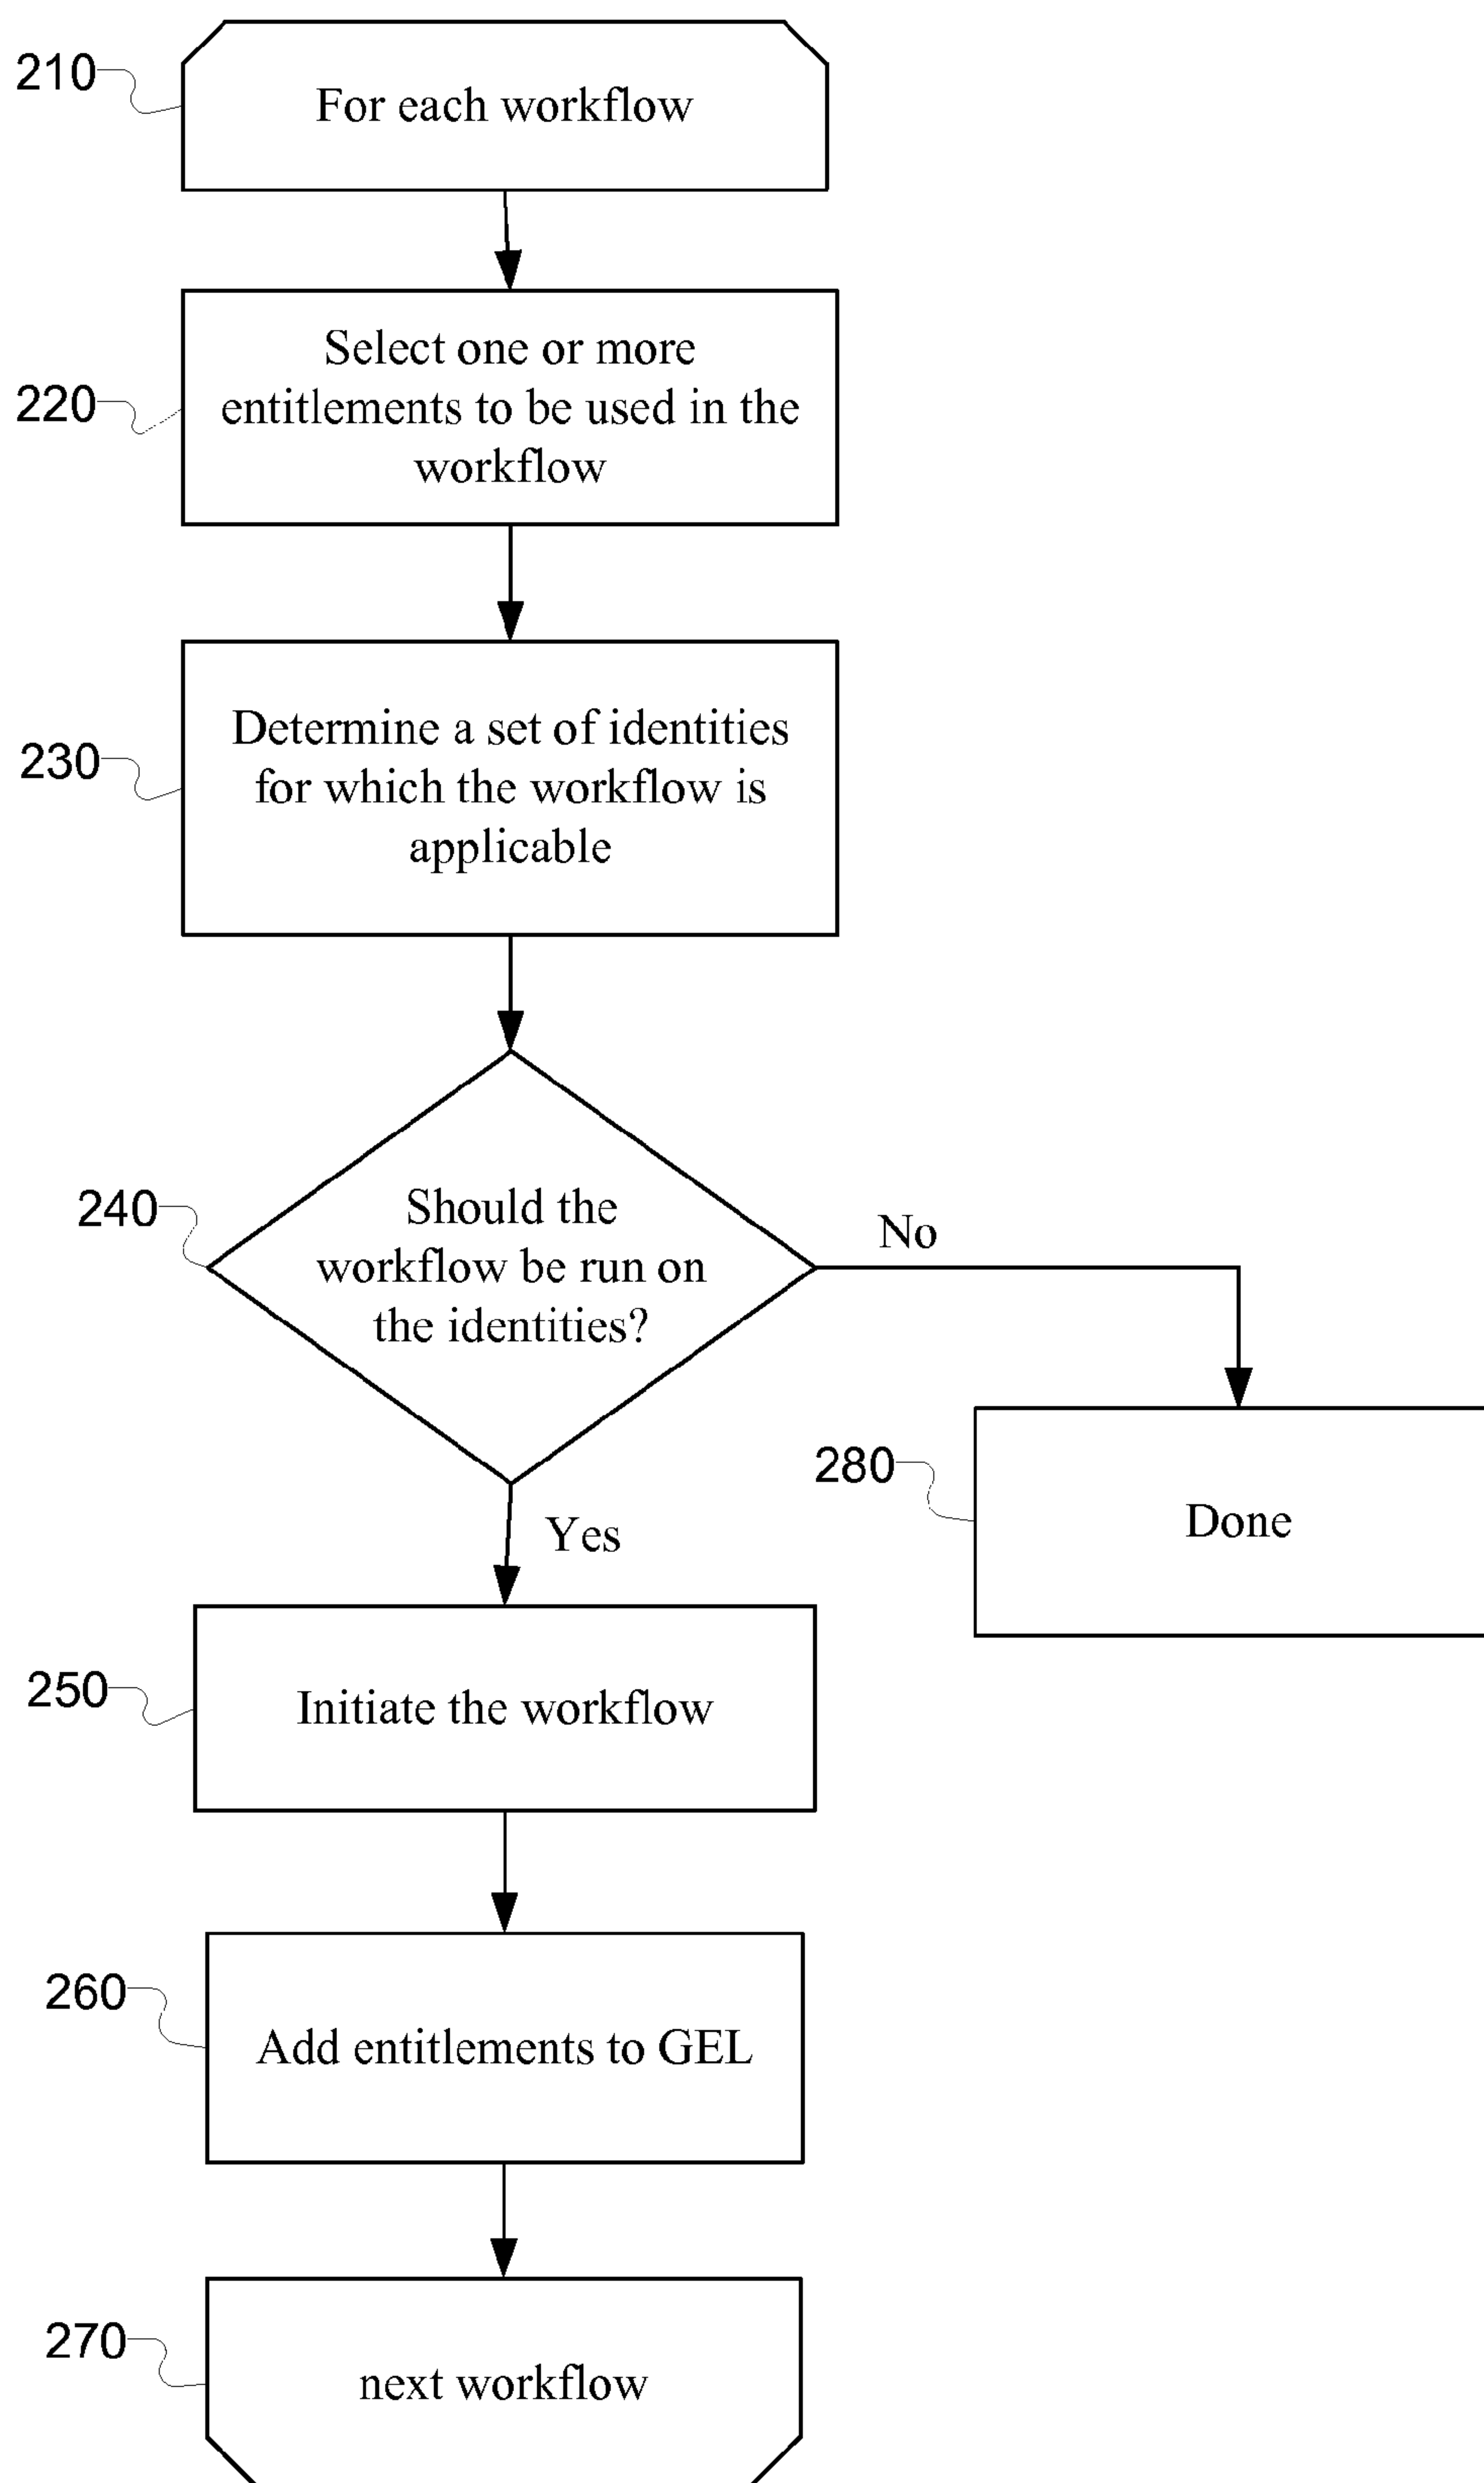 210
For each workflow
220
Select one or more
entitlements to be used in the
workflow
230
Determine a set of identities
for which the workflow is
applicable
240
Should the
workflow be run on
the identities?
No
Yes
280
Done
250
Initiate the workflow
260
Add entitlements to GEL
270
next workflow